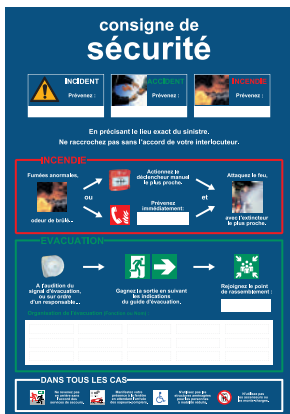 consigne de
sécurité
INCIDENT
Prévenez :
ACCIDENT
Prévenez :
INCENDIE
Prévenez :
En précisant le lieu exact du sinistre.
Ne raccrochez pas sans l'accord de votre interlocuteur.
INCENDIE
Fumées anormales,
odeur de brûlé...
ou
Actionnez le
déclencheur manuel
le plus proche.
Prévenez
immédiatement:
et
Attaquez le feu,
avec l'extincteur
le plus proche.
EVACUATION
A l'audition du
signal d'évacuation,
ou sur ordre
d'un responsable...
Gagnez la sortie en suivant
les indications
du guide d'évacuation.
Rejoignez le point
de rassemblement :
Organisation de l'évacuation
DANS TOUS LES CAS